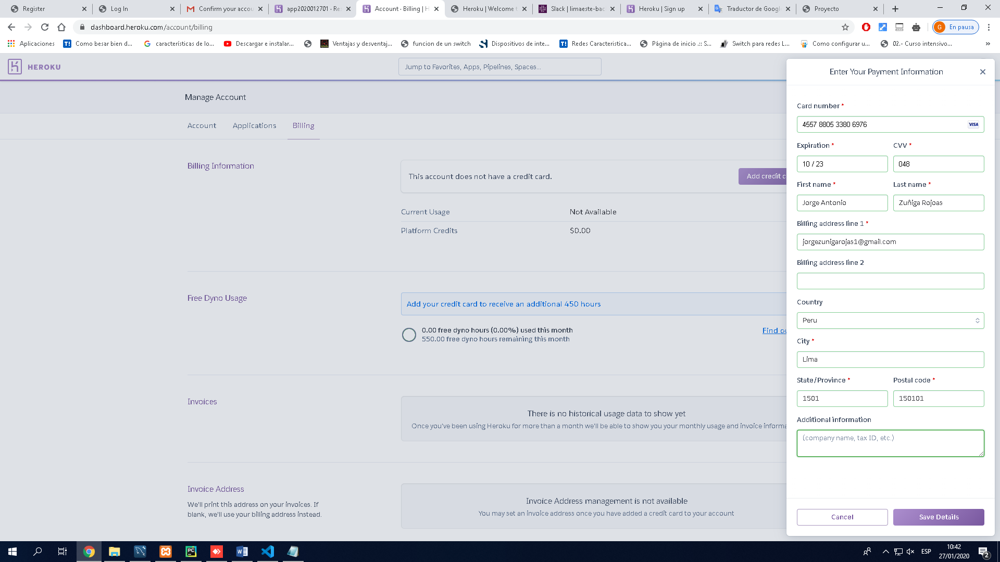 Register
Log In
Confirm your accou
app2020012701 · Re
Account · Billing | H
Heroku | Welcome t
Slack | limaeste-bac
Heroku | Sign up
Traductor de Googl
Proyecto
dashboard.heroku.com/account/billing
G
En pausa
Aplicaciones
Como besar bien d...
características de lo...
Descargar e instalar...
Ventajas y desventaj...
funcion de un switch
Dispositivos de inte...
Redes Caracteristica...
Página de inicio .:: S...
Switch para redes L...
Como configurar u...
02.- Curso intensivo...
HEROKU
Jump to Favorites, Apps, Pipelines, Spaces...
Manage Account
Account
Applications
Billing
Billing Information
This account does not have a credit card.
Add credit c
Current Usage
Not Available
Platform Credits
$0.00
Free Dyno Usage
Add your credit card to receive an additional 450 hours
0.00 free dyno hours (0.00%) used this month
550.00 free dyno hours remaining this month
Find ou
Invoices
There is no historical usage data to show yet
Once you've been using Heroku for more than a month we'll be able to show you your monthly usage and invoice informa
Invoice Address
We'll print this address on your invoices. If
blank, we'll use your billing address instead.
Invoice Address management is not available
You may set an invoice address once you have added a credit card to your account
Enter Your Payment Information
Card number *
[card number redacted]
VISA
Expiration *
CVV *
10 / 23
[CVV redacted]
First name *
Last name *
Jorge Antonio
Zuñiga Rojoas
Billing address line 1 *
jorgezunigarojas1@gmail.com
Billing address line 2
Country
Peru
City *
Lima
State/Province *
Postal code *
1501
150101
Additional information
(company name, tax ID, etc.)
Cancel
Save Details
ESP
10:42
27/01/2020
2